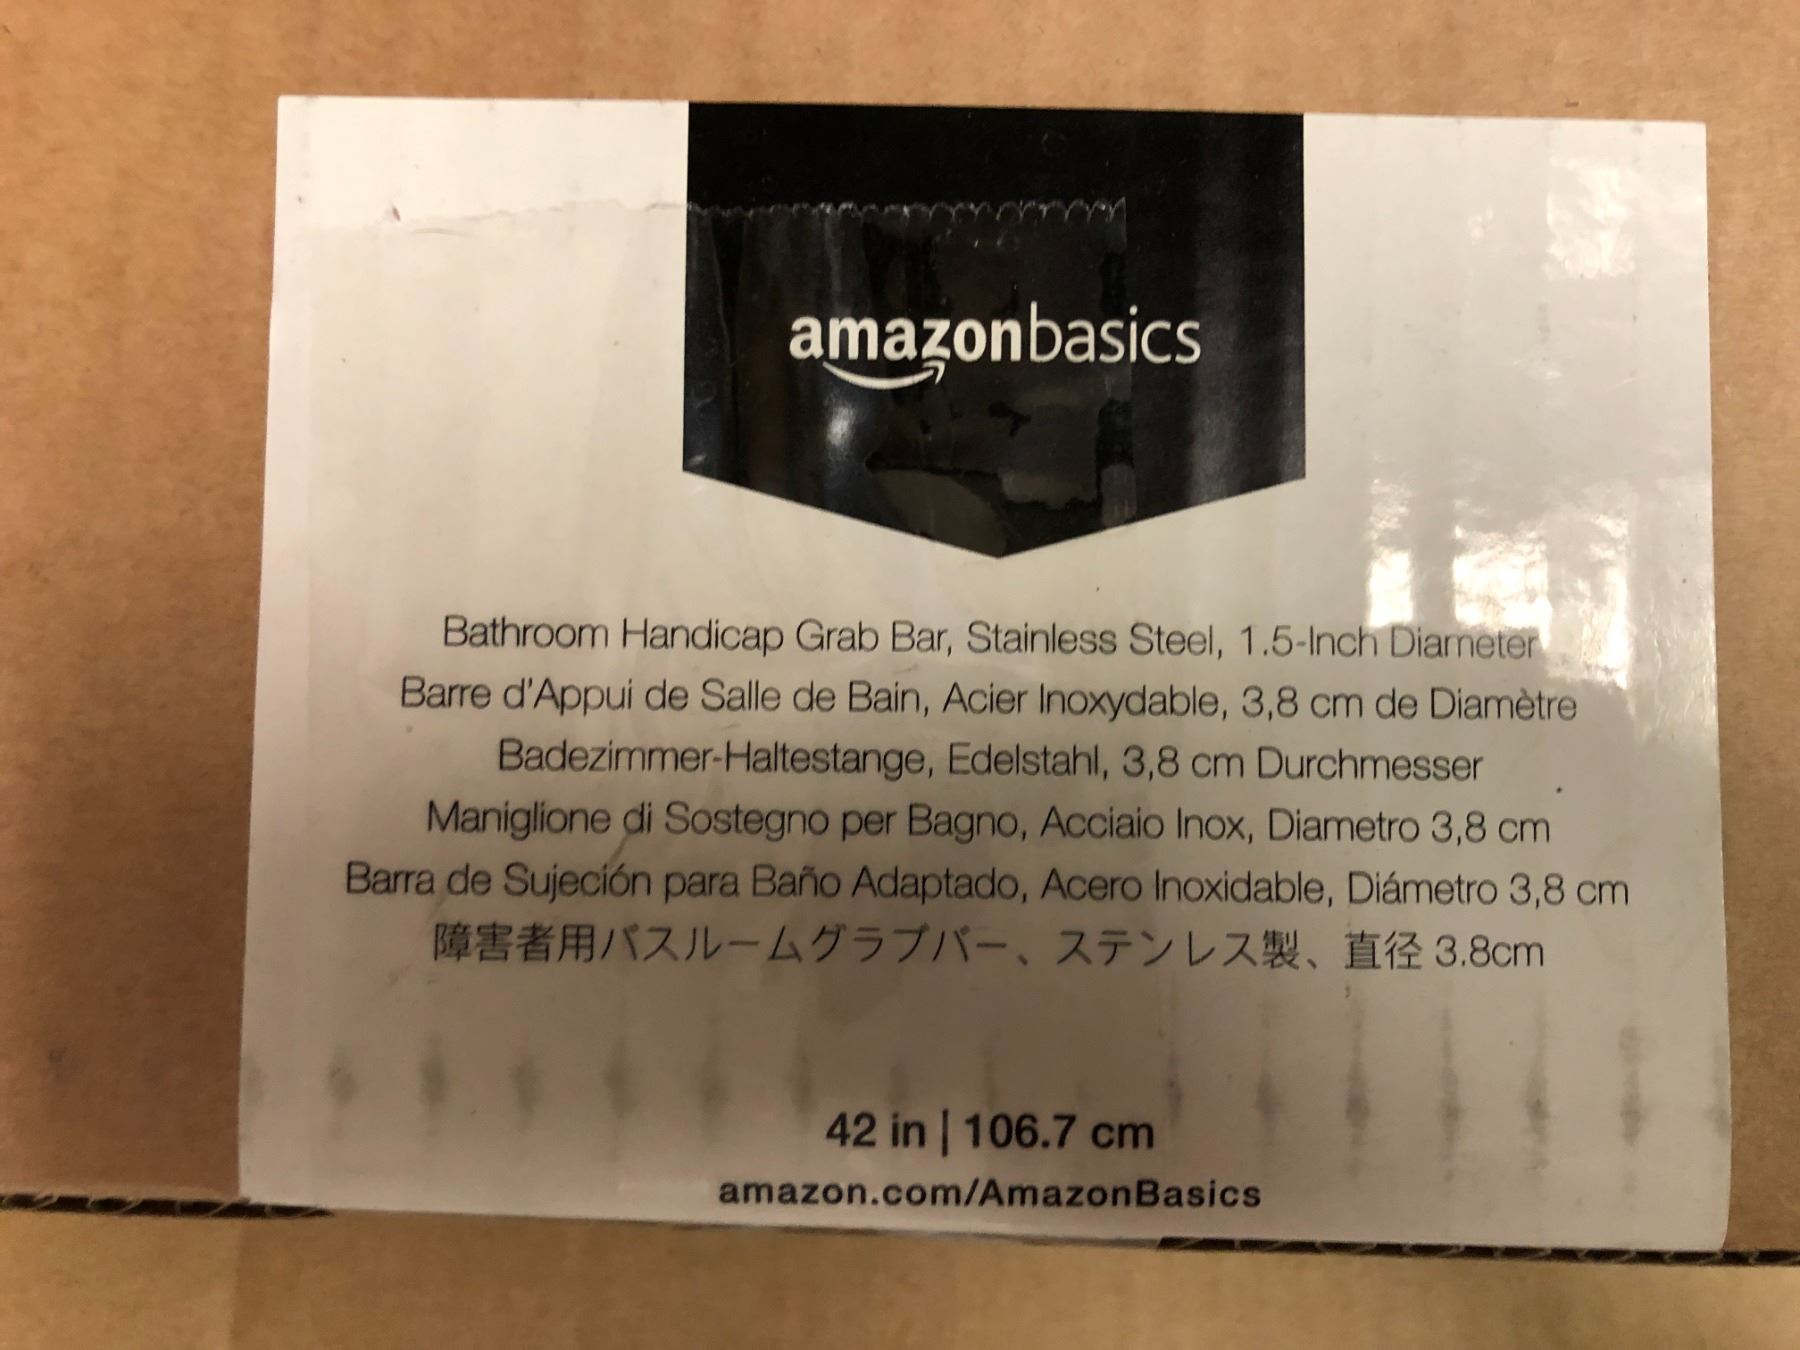 amazonbasics
Bathroom Handicap Grab Bar, Stainless Steel, 1.5-Inch Diameter
Barre d'Appui de Salle de Bain, Acier Inoxydable, 3,8 cm de Diamètre
Badezimmer-Haltestange, Edelstahl, 3,8 cm Durchmesser
Maniglione di Sostegno per Bagno, Acciaio Inox, Diametro 3,8 cm
Barra de Sujeción para Baño Adaptado, Acero Inoxidable, Diámetro 3,8 cm
障害者用バスルームグラブバー、ステンレス製、直径 3.8cm
42 in | 106.7 cm
amazon.com/AmazonBasics